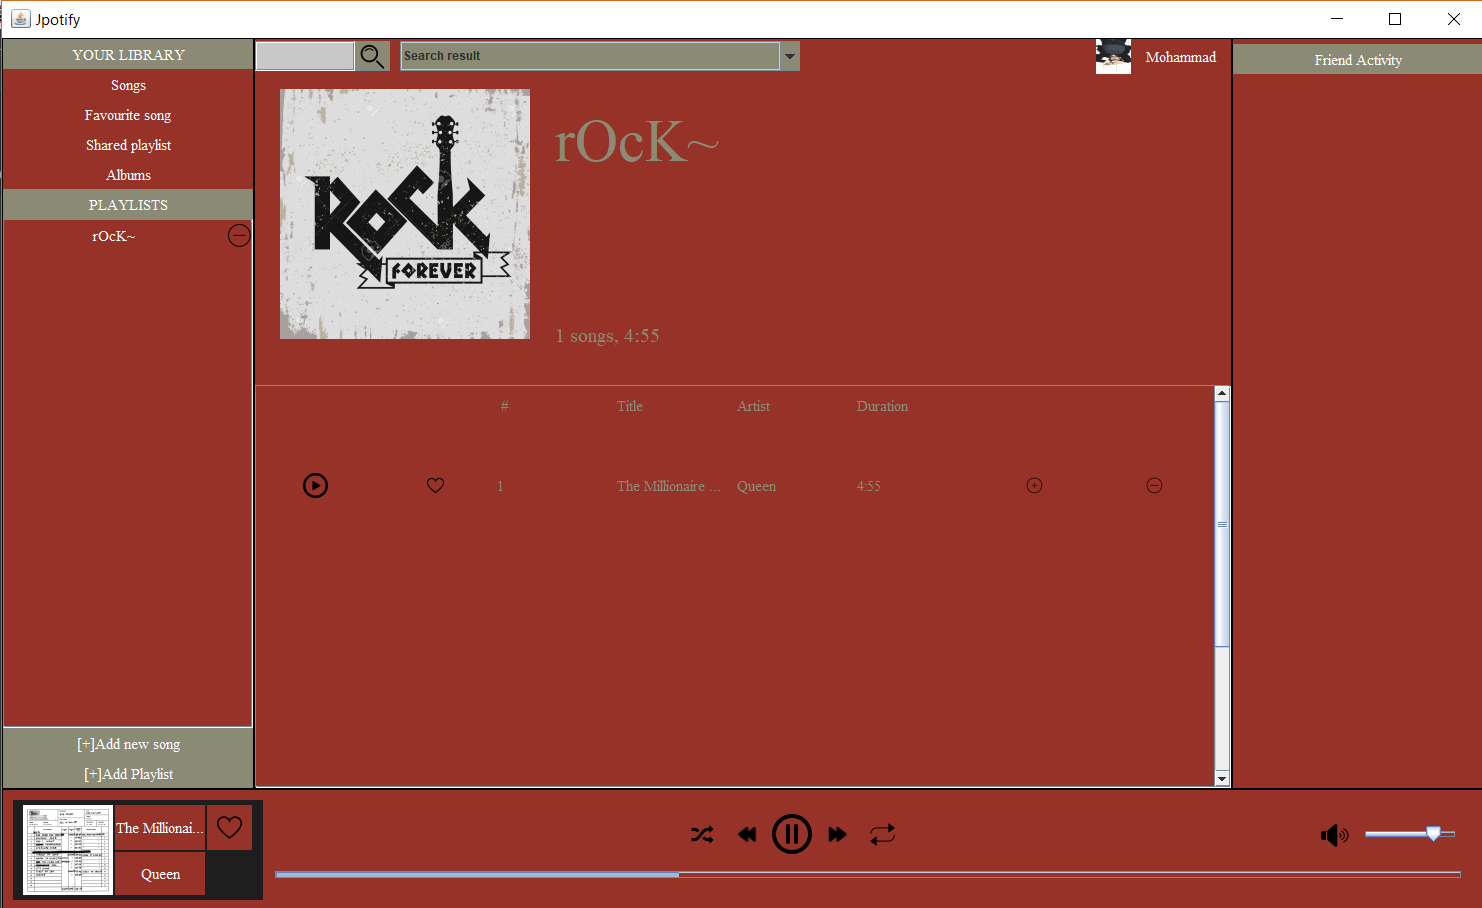 Jpotify
YOUR LIBRARY
Songs
Favourite song
Shared playlist
Albums
PLAYLISTS
rOcK~
[+]Add new song
[+]Add Playlist
Search result
Mohammad
ROCK
FOREVER
rOcK~
1 songs, 4:55
# Title Artist Duration
1 The Millionaire ... Queen 4:55
Friend Activity
The Millionai...
Queen